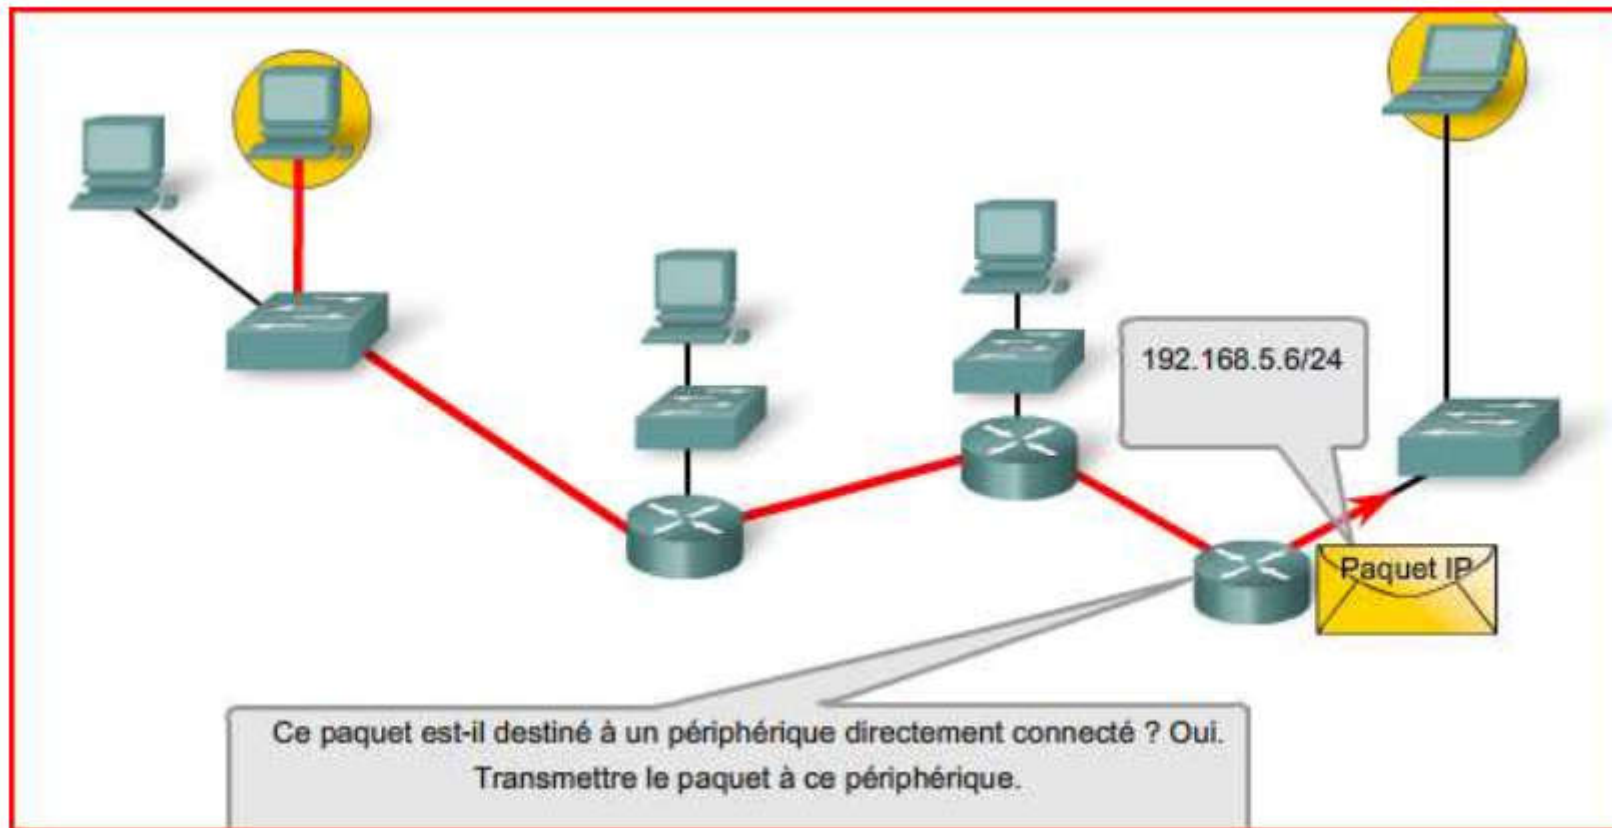 192.168.5.6/24
Paquet IP
Ce paquet est-il destiné à un périphérique directement connecté ? Oui.
Transmettre le paquet à ce périphérique.